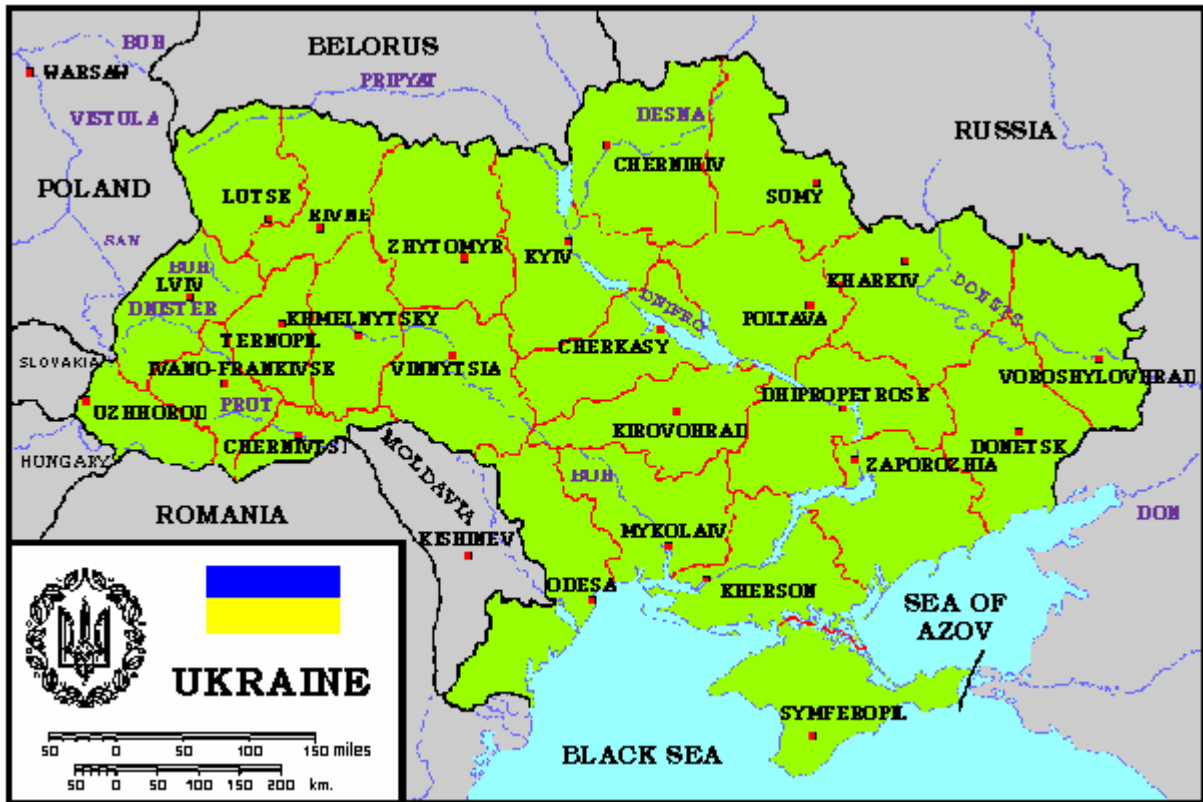 BUH
BELORUS
WARSAW
PRIPYAT
VISTULA
DESNA
RUSSIA
CHERNIHIV
POLAND
LUTSK
SUMY
RIVNE
SAN
ZHYTOMYR
KYIV
BUH
KHARKIV
LVIV
DNISTER
DONETS
DNIPRO
KHMELNYTSKY
POLTAVA
TERNOPIL
CHERKASY
SLOVAKIA
IVANO-FRANKIVSK
VINNYTSIA
VOROSHYLOVHRAD
DHIPROPETROSK
UZHHOROD
PRUT
KIROVOHRAD
CHERNIVTSI
DONETSK
HUNGARY
MOLDAVIA
ZAPOROZHIA
BUH
ROMANIA
DON
MYKOLAIV
KISHINEV
ODESA
KHERSON
SEA OF
AZOV
UKRAINE
SYMFEROPIL
BLACK SEA
50 0 50 100 150 miles
50 0 50 100 150 200 km.